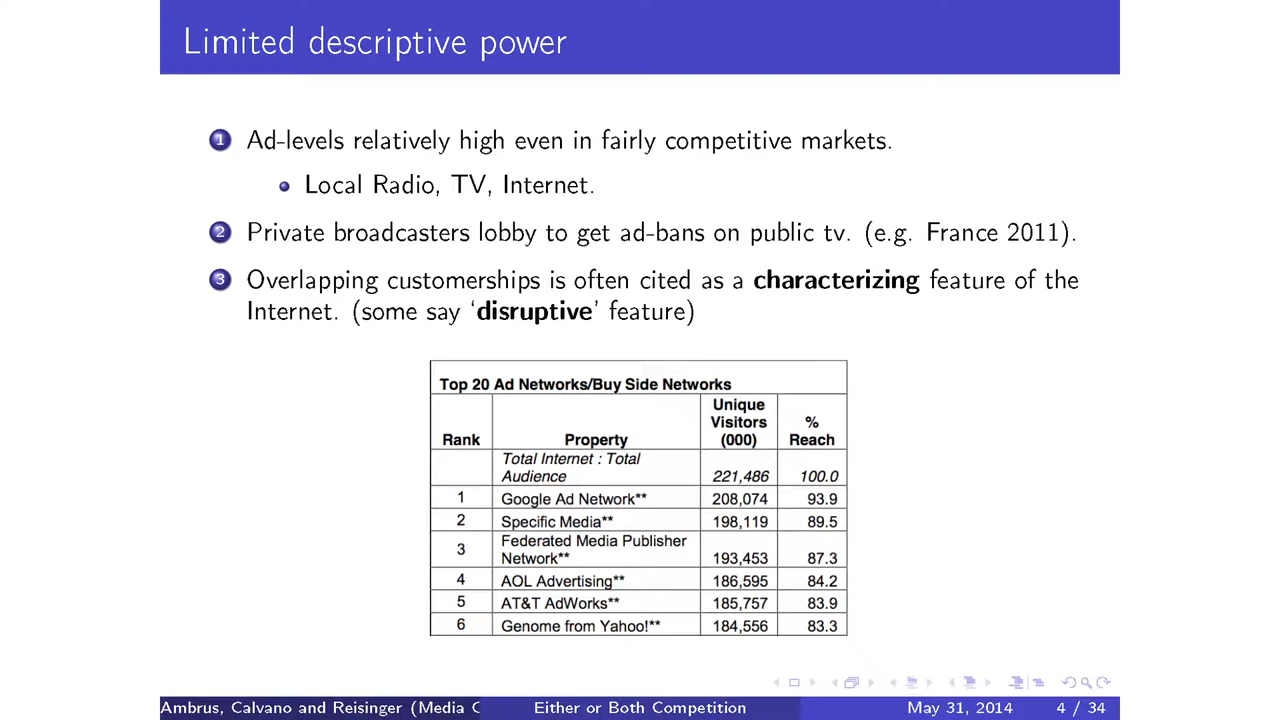 Limited descriptive power
1 Ad-levels relatively high even in fairly competitive markets.
• Local Radio, TV, Internet.
2 Private broadcasters lobby to get ad-bans on public tv. (e.g. France 2011).
3 Overlapping customerships is often cited as a characterizing feature of the
Internet. (some say ‘disruptive’ feature)
Top 20 Ad Networks/Buy Side Networks
Rank Property Unique Visitors (000) % Reach
Total Internet : Total Audience 221,486 100.0
1 Google Ad Network** 208,074 93.9
2 Specific Media** 198,119 89.5
3 Federated Media Publisher Network** 193,453 87.3
4 AOL Advertising** 186,595 84.2
5 AT&T AdWorks** 185,757 83.9
6 Genome from Yahoo!** 184,556 83.3
Ambrus, Calvano and Reisinger (Media C Either or Both Competition May 31, 2014 4 / 34